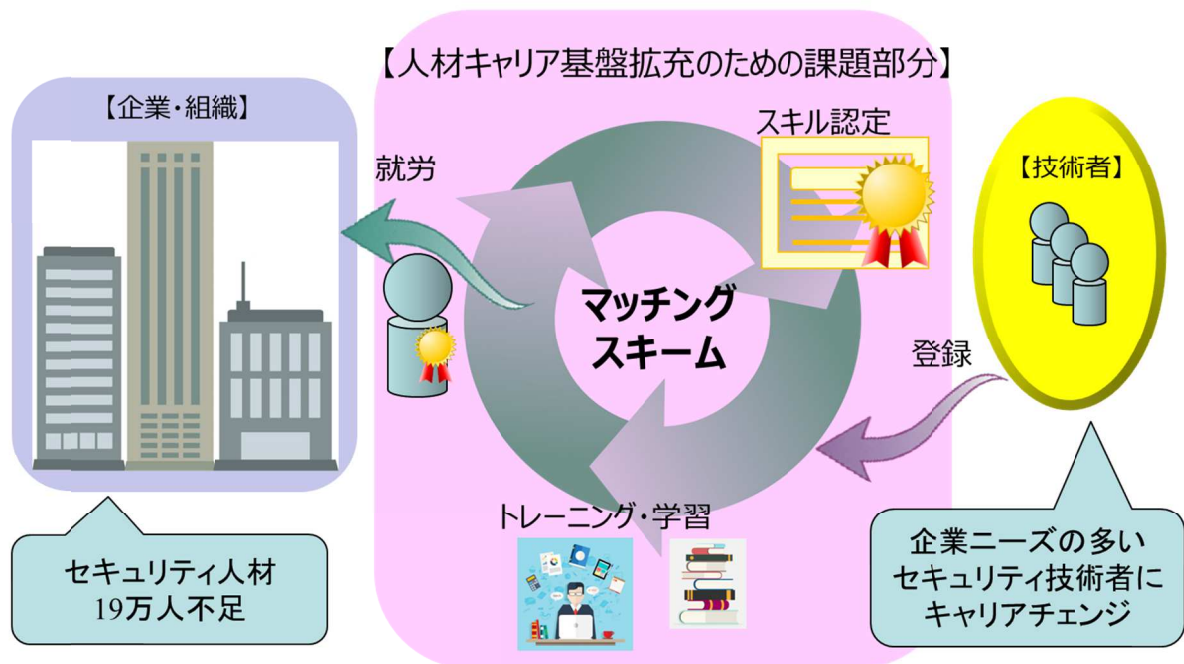 【人材キャリア基盤拡充のための課題部分】
【企業・組織】
スキル認定
就労
【技術者】
マッチング
スキーム
登録
トレーニング・学習
セキュリティ人材
19万人不足
企業ニーズの多い
セキュリティ技術者に
キャリアチェンジ